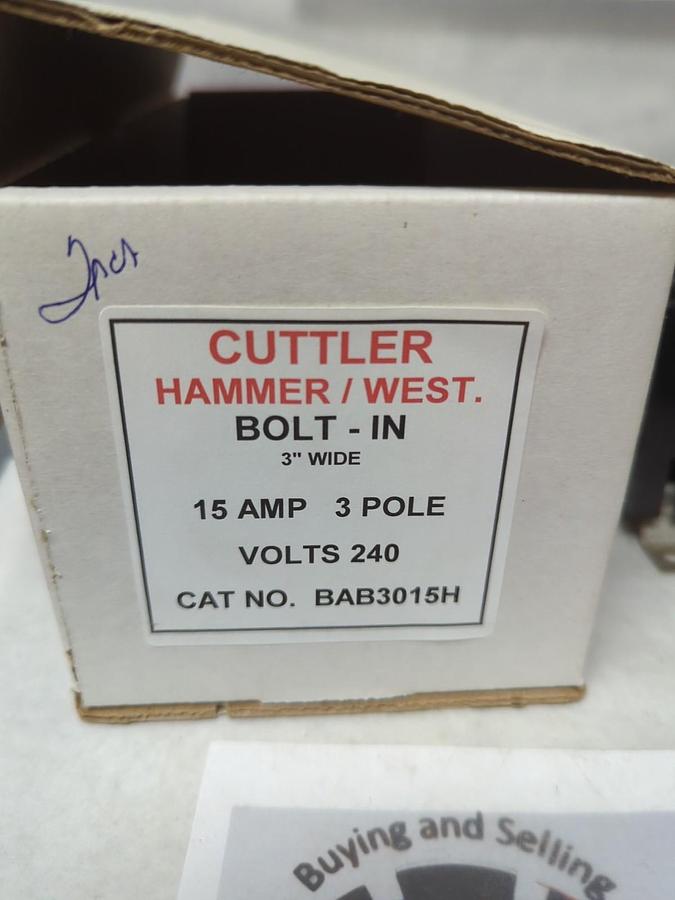 2pcs
CUTTLER
HAMMER / WEST.
BOLT - IN
3" WIDE
15 AMP 3 POLE
VOLTS 240
CAT NO. BAB3015H
Buying and Selling